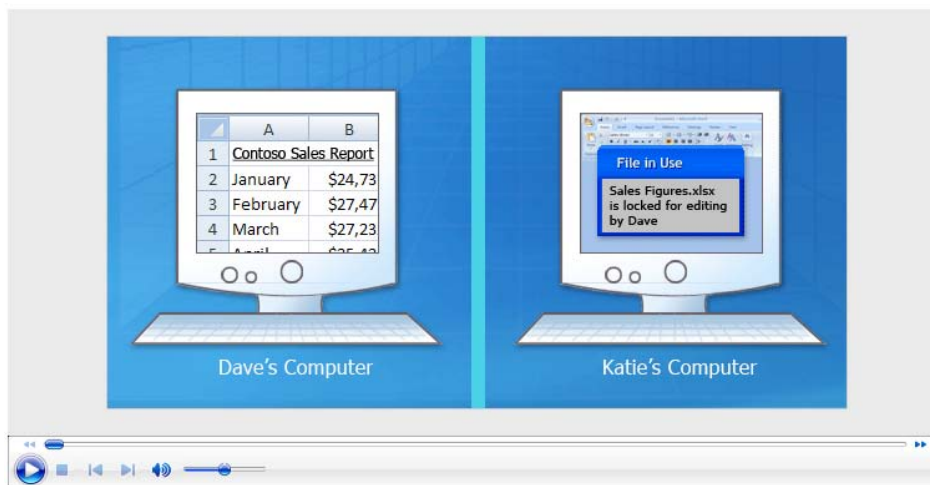 A B
1 Contoso Sales Report
2 January $24,73
3 February $27,47
4 March $27,23
5
File in Use
Sales Figures.xlsx
is locked for editing
by Dave
Dave's Computer
Katie's Computer